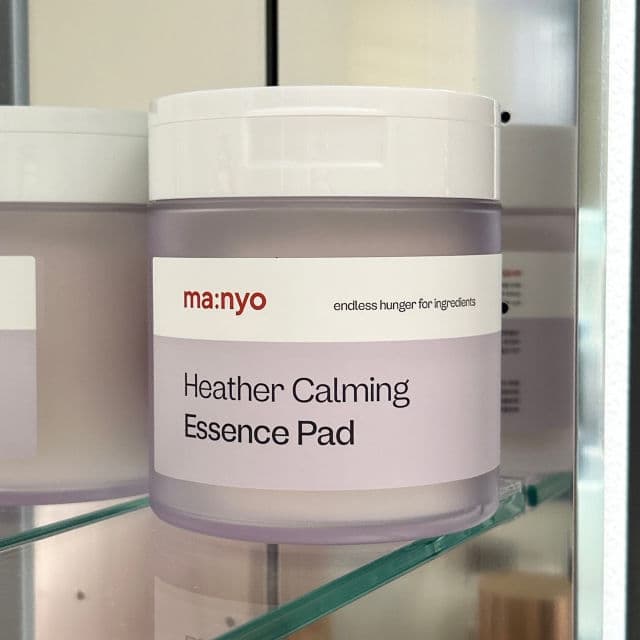 ma:nyo
endless hunger for ingredients
Heather Calming
Essence Pad